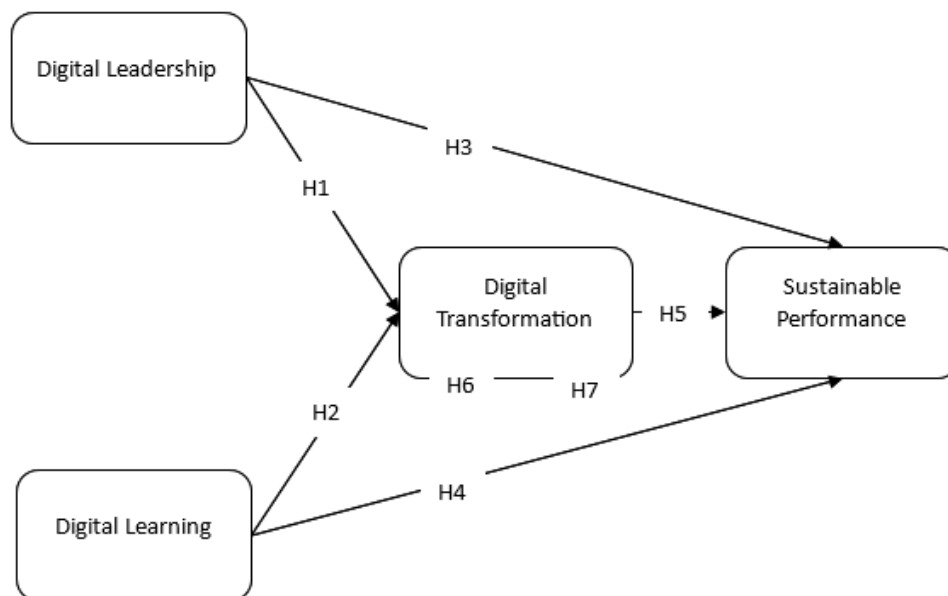 Digital Leadership
H3
H1
Digital
Transformation
Sustainable
Performance
H5
H6
H7
H2
H4
Digital Learning